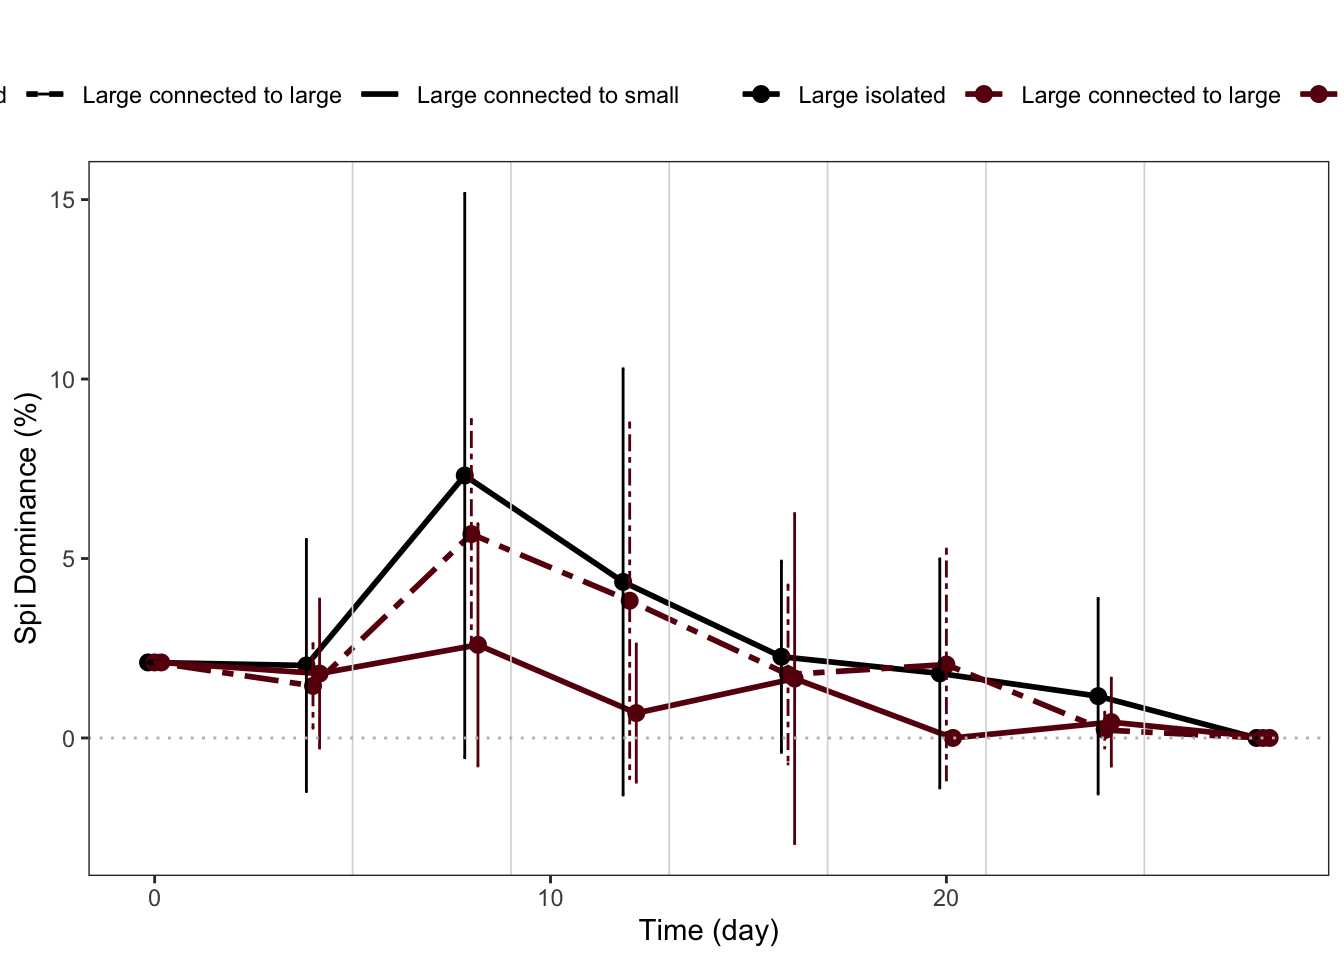 Large connected to large Large connected to small Large isolated Large connected to large
15
10
5
0
Spi Dominance (%)
0 10 20
Time (day)